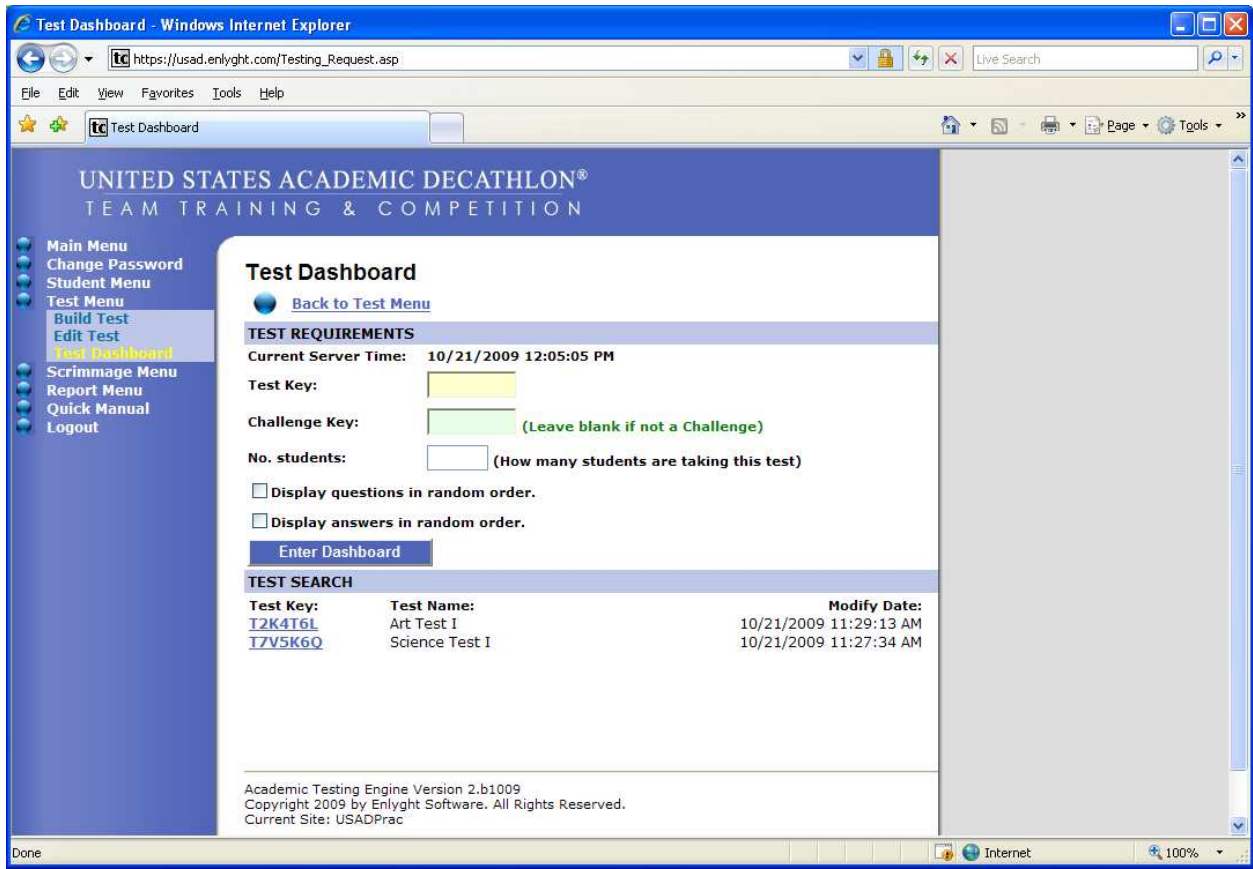 Test Dashboard - Windows Internet Explorer
https://usad.enlyght.com/Testing_Request.asp
Live Search
File Edit View Favorites Tools Help
tc Test Dashboard
Page Tools »
UNITED STATES ACADEMIC DECATHLON®
TEAM TRAINING & COMPETITION
Main Menu
Change Password
Student Menu
Test Menu
Build Test
Edit Test
Test Dashboard
Scrimmage Menu
Report Menu
Quick Manual
Logout
Test Dashboard
Back to Test Menu
TEST REQUIREMENTS
Current Server Time: 10/21/2009 12:05:05 PM
Test Key:
Challenge Key: (Leave blank if not a Challenge)
No. students: (How many students are taking this test)
Display questions in random order.
Display answers in random order.
Enter Dashboard
TEST SEARCH
Test Key: Test Name: Modify Date:
T2K4T6L Art Test I 10/21/2009 11:29:13 AM
T7V5K6Q Science Test I 10/21/2009 11:27:34 AM
Academic Testing Engine Version 2.b1009
Copyright 2009 by Enlyght Software. All Rights Reserved.
Current Site: USADPrac
Done Internet 100%